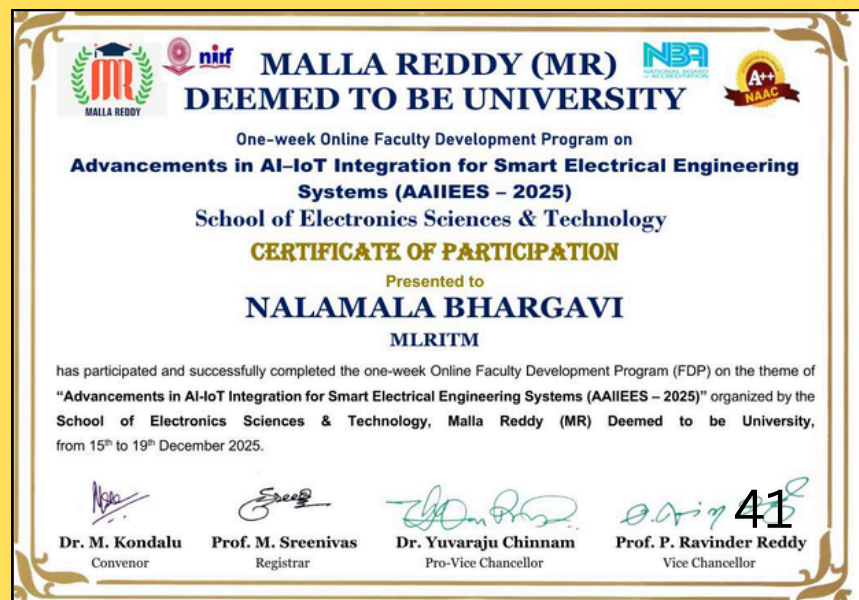 MALLA REDDY
nirf
MALLA REDDY (MR)
DEEMED TO BE UNIVERSITY
NBA
NATIONAL BOARD
of ACCREDITATION
A++
NAAC
One-week Online Faculty Development Program on
Advancements in AI–IoT Integration for Smart Electrical Engineering
Systems (AAIIEES – 2025)
School of Electronics Sciences & Technology
CERTIFICATE OF PARTICIPATION
Presented to
NALAMALA BHARGAVI
MLRITM
has participated and successfully completed the one-week Online Faculty Development Program (FDP) on the theme of
“Advancements in AI-IoT Integration for Smart Electrical Engineering Systems (AAIIEES – 2025)” organized by the
School of Electronics Sciences & Technology, Malla Reddy (MR) Deemed to be University,
from 15th to 19th December 2025.
41
Dr. M. Kondalu Prof. M. Sreenivas Dr. Yuvaraju Chinnam Prof. P. Ravinder Reddy
Convenor Registrar Pro-Vice Chancellor Vice Chancellor